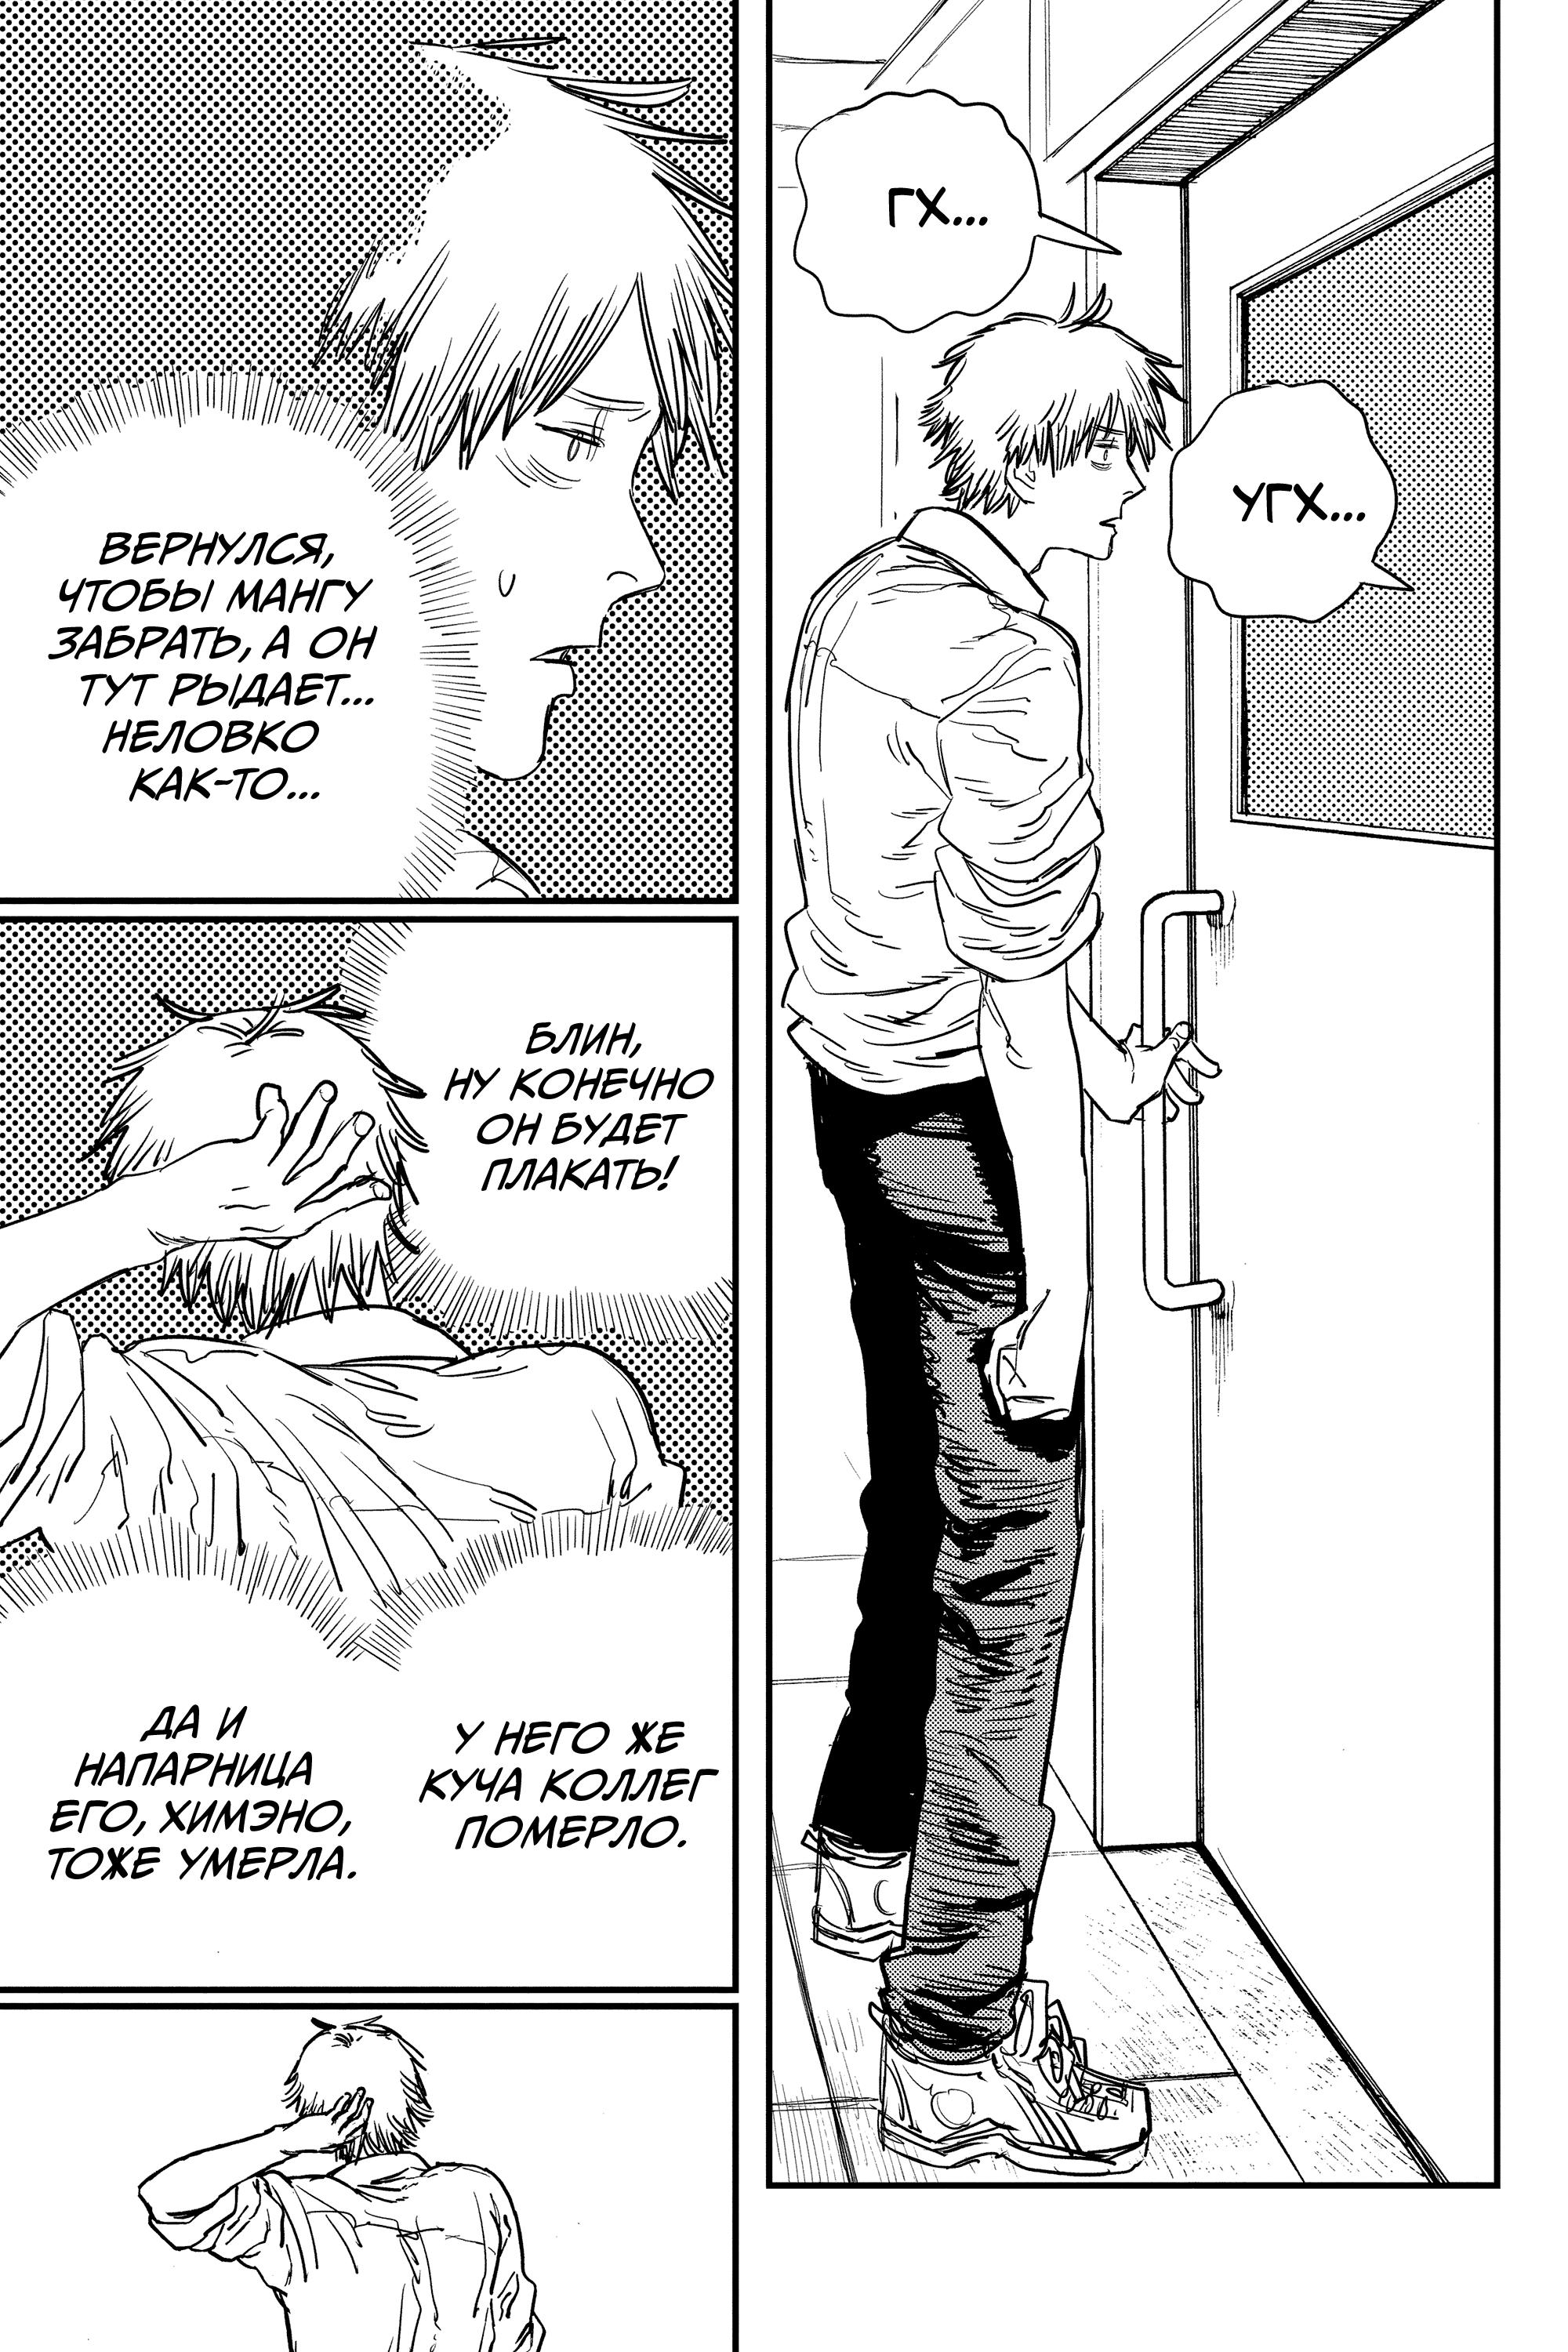 УГХ...
ГХ...
ВЕРНУЛСЯ,
ЧТОБЫ МАНГУ
ЗАБРАТЬ, А ОН
ТУТ РЫДАЕТ...
НЕЛОВКО
КАК-ТО...
БЛИН,
НУ КОНЕЧНО
ОН БУДЕТ
ПЛАКАТЬ!
У НЕГО ЖЕ
КУЧА КОЛЛЕГ
ПОМЕРЛО.
ДА И
НАПАРНИЦА
ЕГО, ХИМЭНО,
ТОЖЕ УМЕРЛА.